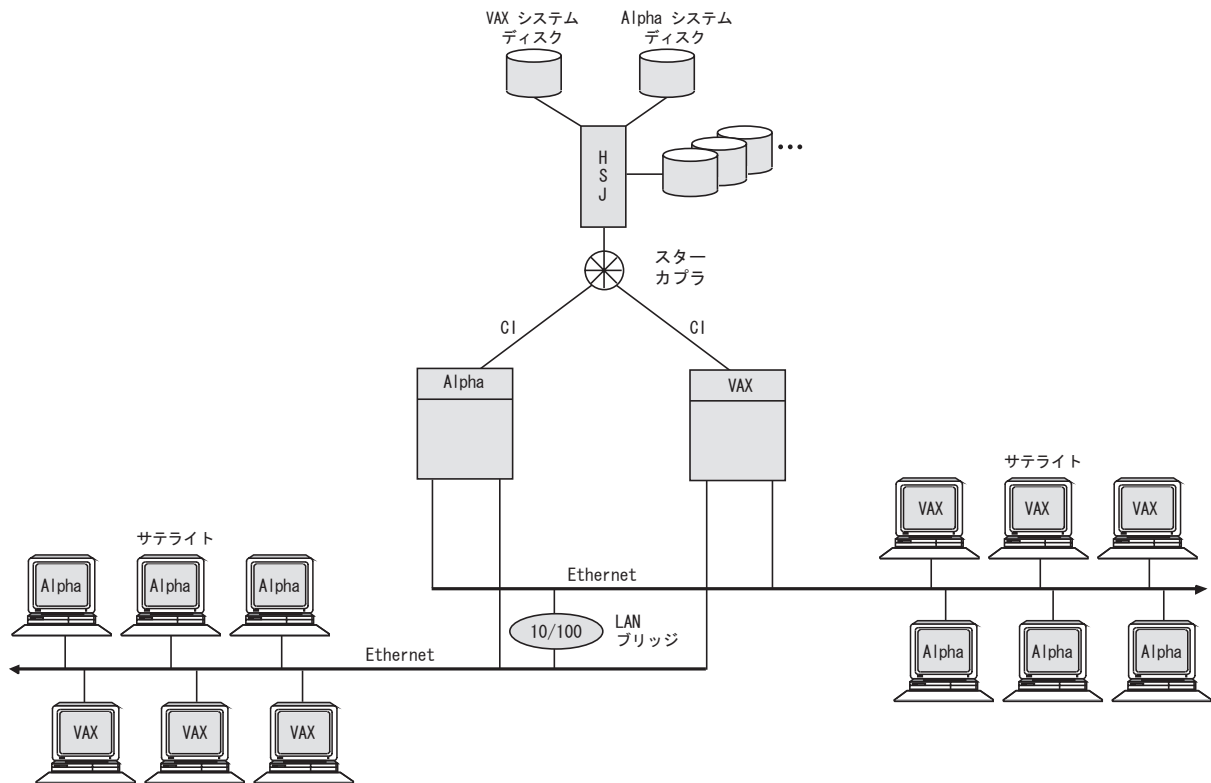 VAX システム
ディスク
Alpha システム
ディスク
H
S
J
•••
スター
カプラ
CI
CI
Alpha
VAX
サテライト
VAX
VAX
VAX
サテライト
Alpha
Alpha
Alpha
Ethernet
10/100
LAN
ブリッジ
Alpha
Alpha
Alpha
Ethernet
VAX
VAX
VAX